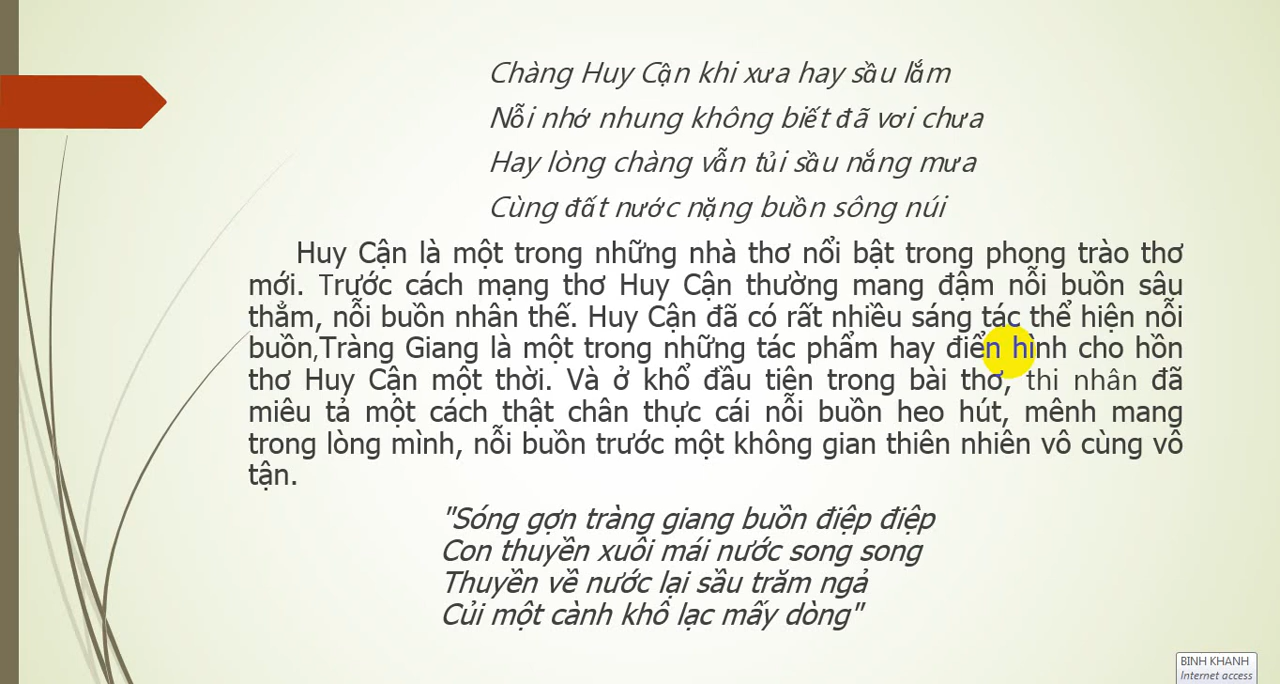 Chàng Huy Cận khi xưa hay sầu lắm
Nỗi nhớ nhung không biết đã vơi chưa
Hay lòng chàng vẫn tủi sầu nắng mưa
Cùng đất nước nặng buồn sông núi
Huy Cận là một trong những nhà thơ nổi bật trong phong trào thơ
mới. Trước cách mạng thơ Huy Cận thường mang đậm nỗi buồn sâu
thẳm, nỗi buồn nhân thế. Huy Cận đã có rất nhiều sáng tác thể hiện nỗi
buồn,Tràng Giang là một trong những tác phẩm hay điển hình cho hồn
thơ Huy Cận một thời. Và ở khổ đầu tiên trong bài thơ, thi nhân đã
miêu tả một cách thật chân thực cái nỗi buồn heo hút, mênh mang
trong lòng mình, nỗi buồn trước một không gian thiên nhiên vô cùng vô
tận.
"Sóng gợn tràng giang buồn điệp điệp
Con thuyền xuôi mái nước song song
Thuyền về nước lại sầu trăm ngả
Củi một cành khô lạc mấy dòng"
BINH KHANH
Internet access